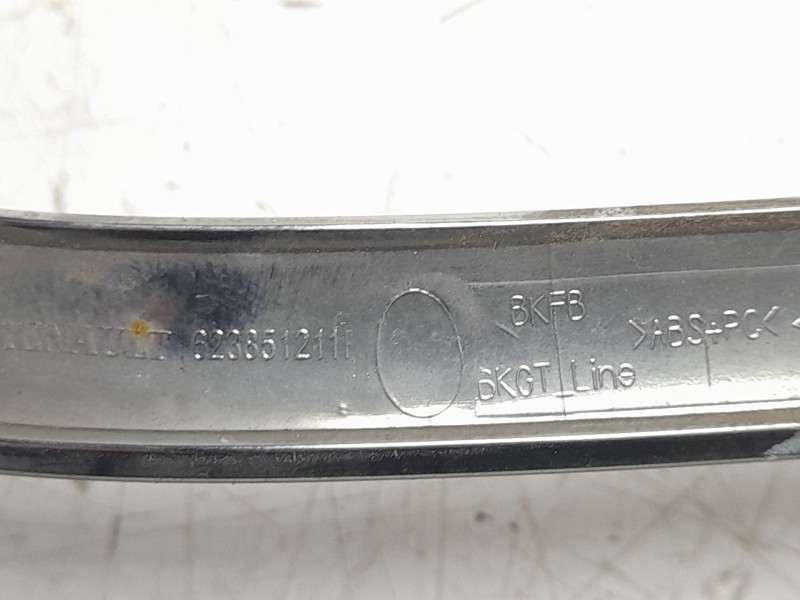 RENAULT 623851211R
BKFB
BKGT Line
>ABS+PC<